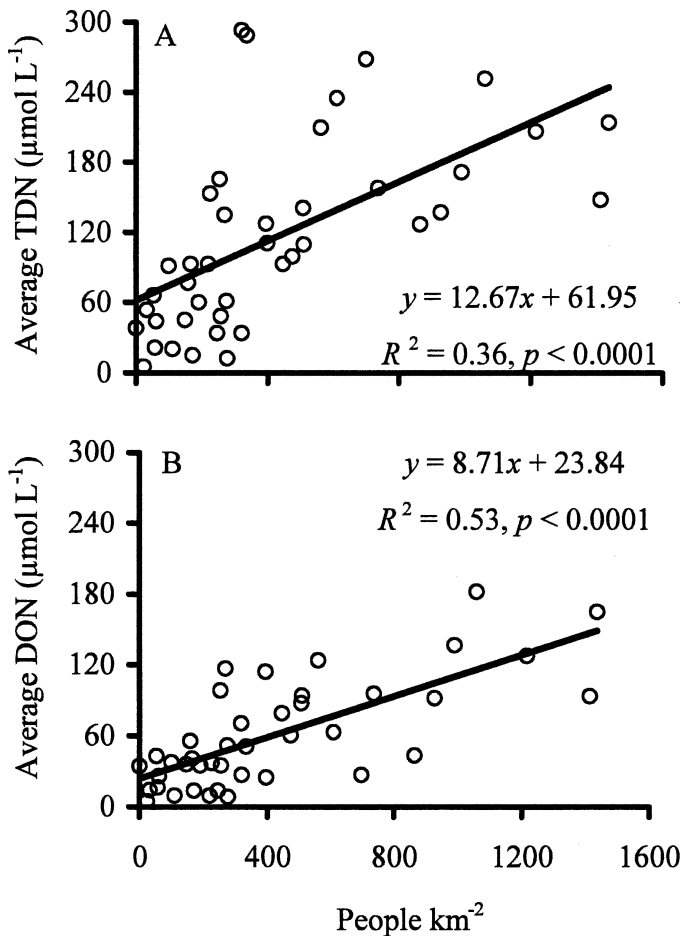 A
300
240
180
120
60
0
Average TDN (µmol L⁻¹)
y = 12.67x + 61.95
R² = 0.36, p < 0.0001
B
300
240
180
120
60
0
Average DON (µmol L⁻¹)
y = 8.71x + 23.84
R² = 0.53, p < 0.0001
0 400 800 1200 1600
People km⁻²